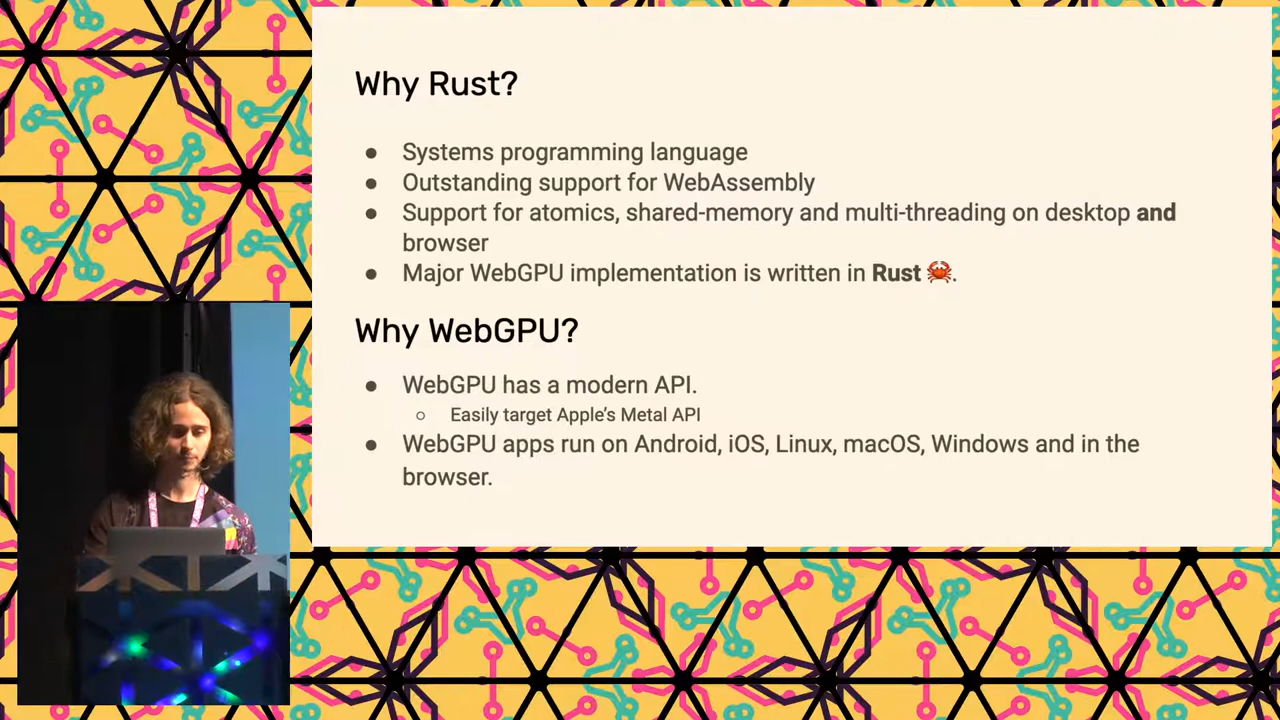 Why Rust?
● Systems programming language
● Outstanding support for WebAssembly
● Support for atomics, shared-memory and multi-threading on desktop and
browser
● Major WebGPU implementation is written in Rust 🦀.
Why WebGPU?
● WebGPU has a modern API.
○ Easily target Apple's Metal API
● WebGPU apps run on Android, iOS, Linux, macOS, Windows and in the
browser.